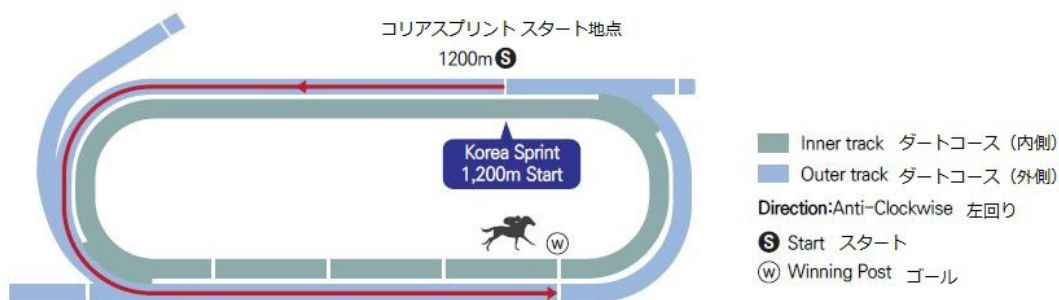 コリアスプリント スタート地点
1200m S
Korea Sprint
1,200m Start
W
Inner track ダートコース（内側）
Outer track ダートコース（外側）
Direction:Anti-Clockwise 左回り
S Start スタート
W Winning Post ゴール